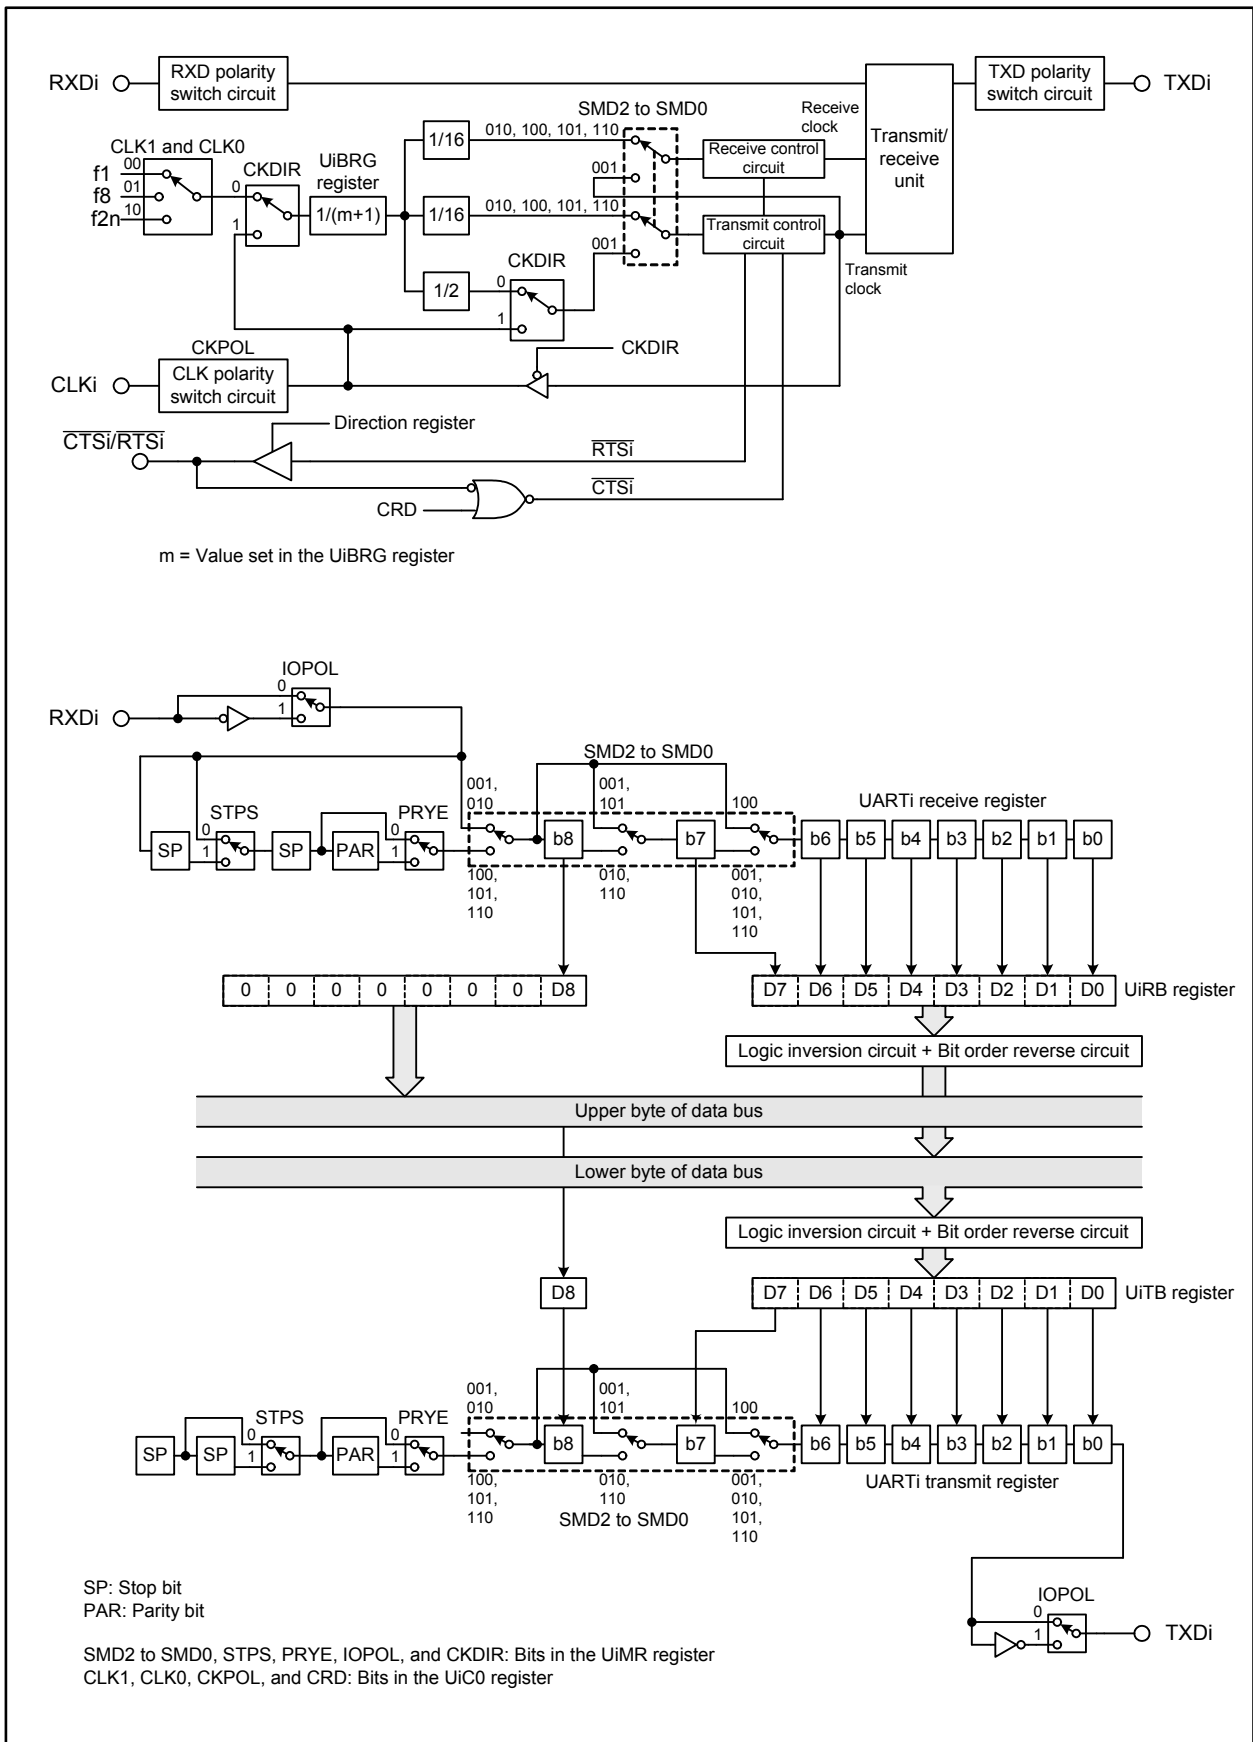 RXDi
RXD polarity
switch circuit
TXD polarity
switch circuit
TXDi
SMD2 to SMD0
Receive
clock
Transmit/
receive
unit
CLK1 and CLK0
00
f1
01
f8
10
f2n
CKDIR
0
1
UiBRG
register
1/(m+1)
1/16
010, 100, 101, 110
001
Receive control
circuit
1/16
010, 100, 101, 110
001
Transmit control
circuit
Transmit
clock
1/2
CKDIR
0
1
CKPOL
CLKi
CLK polarity
switch circuit
CKDIR
CTSi/RTSi
Direction register
RTSi
CTSi
CRD
m = Value set in the UiBRG register
IOPOL
0
1
RXDi
SMD2 to SMD0
001,
010
001,
101
100
UARTi receive register
STPS
0
1
PRYE
0
1
SP
SP
PAR
b8
b7
b6
b5
b4
b3
b2
b1
b0
100,
101,
110
010,
110
001,
010,
101,
110
0 0 0 0 0 0 0 D8
D7 D6 D5 D4 D3 D2 D1 D0
UiRB register
Logic inversion circuit + Bit order reverse circuit
Upper byte of data bus
Lower byte of data bus
Logic inversion circuit + Bit order reverse circuit
D8
D7 D6 D5 D4 D3 D2 D1 D0
UiTB register
001,
010
001,
101
100
STPS
0
1
PRYE
0
1
SP
SP
PAR
b8
b7
b6
b5
b4
b3
b2
b1
b0
100,
101,
110
010,
110
001,
010,
101,
110
SMD2 to SMD0
UARTi transmit register
SP: Stop bit
PAR: Parity bit
IOPOL
0
1
TXDi
SMD2 to SMD0, STPS, PRYE, IOPOL, and CKDIR: Bits in the UiMR register
CLK1, CLK0, CKPOL, and CRD: Bits in the UiC0 register